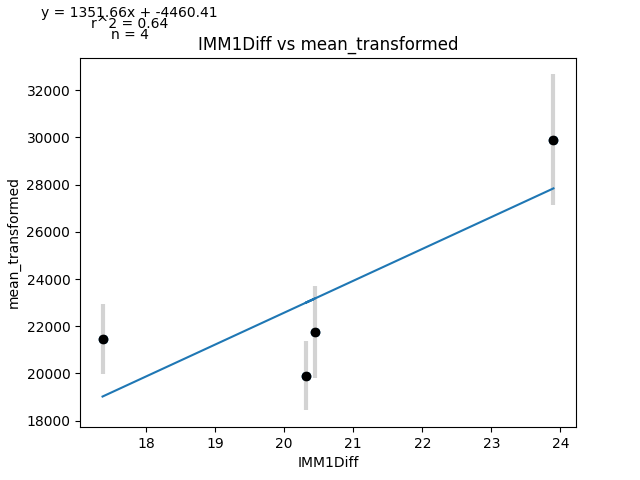 y = 1351.66x + -4460.41
r^2 = 0.64
n = 4
IMM1Diff vs mean_transformed
mean_transformed
32000
30000
28000
26000
24000
22000
20000
18000
18
19
20
21
22
23
24
IMM1Diff